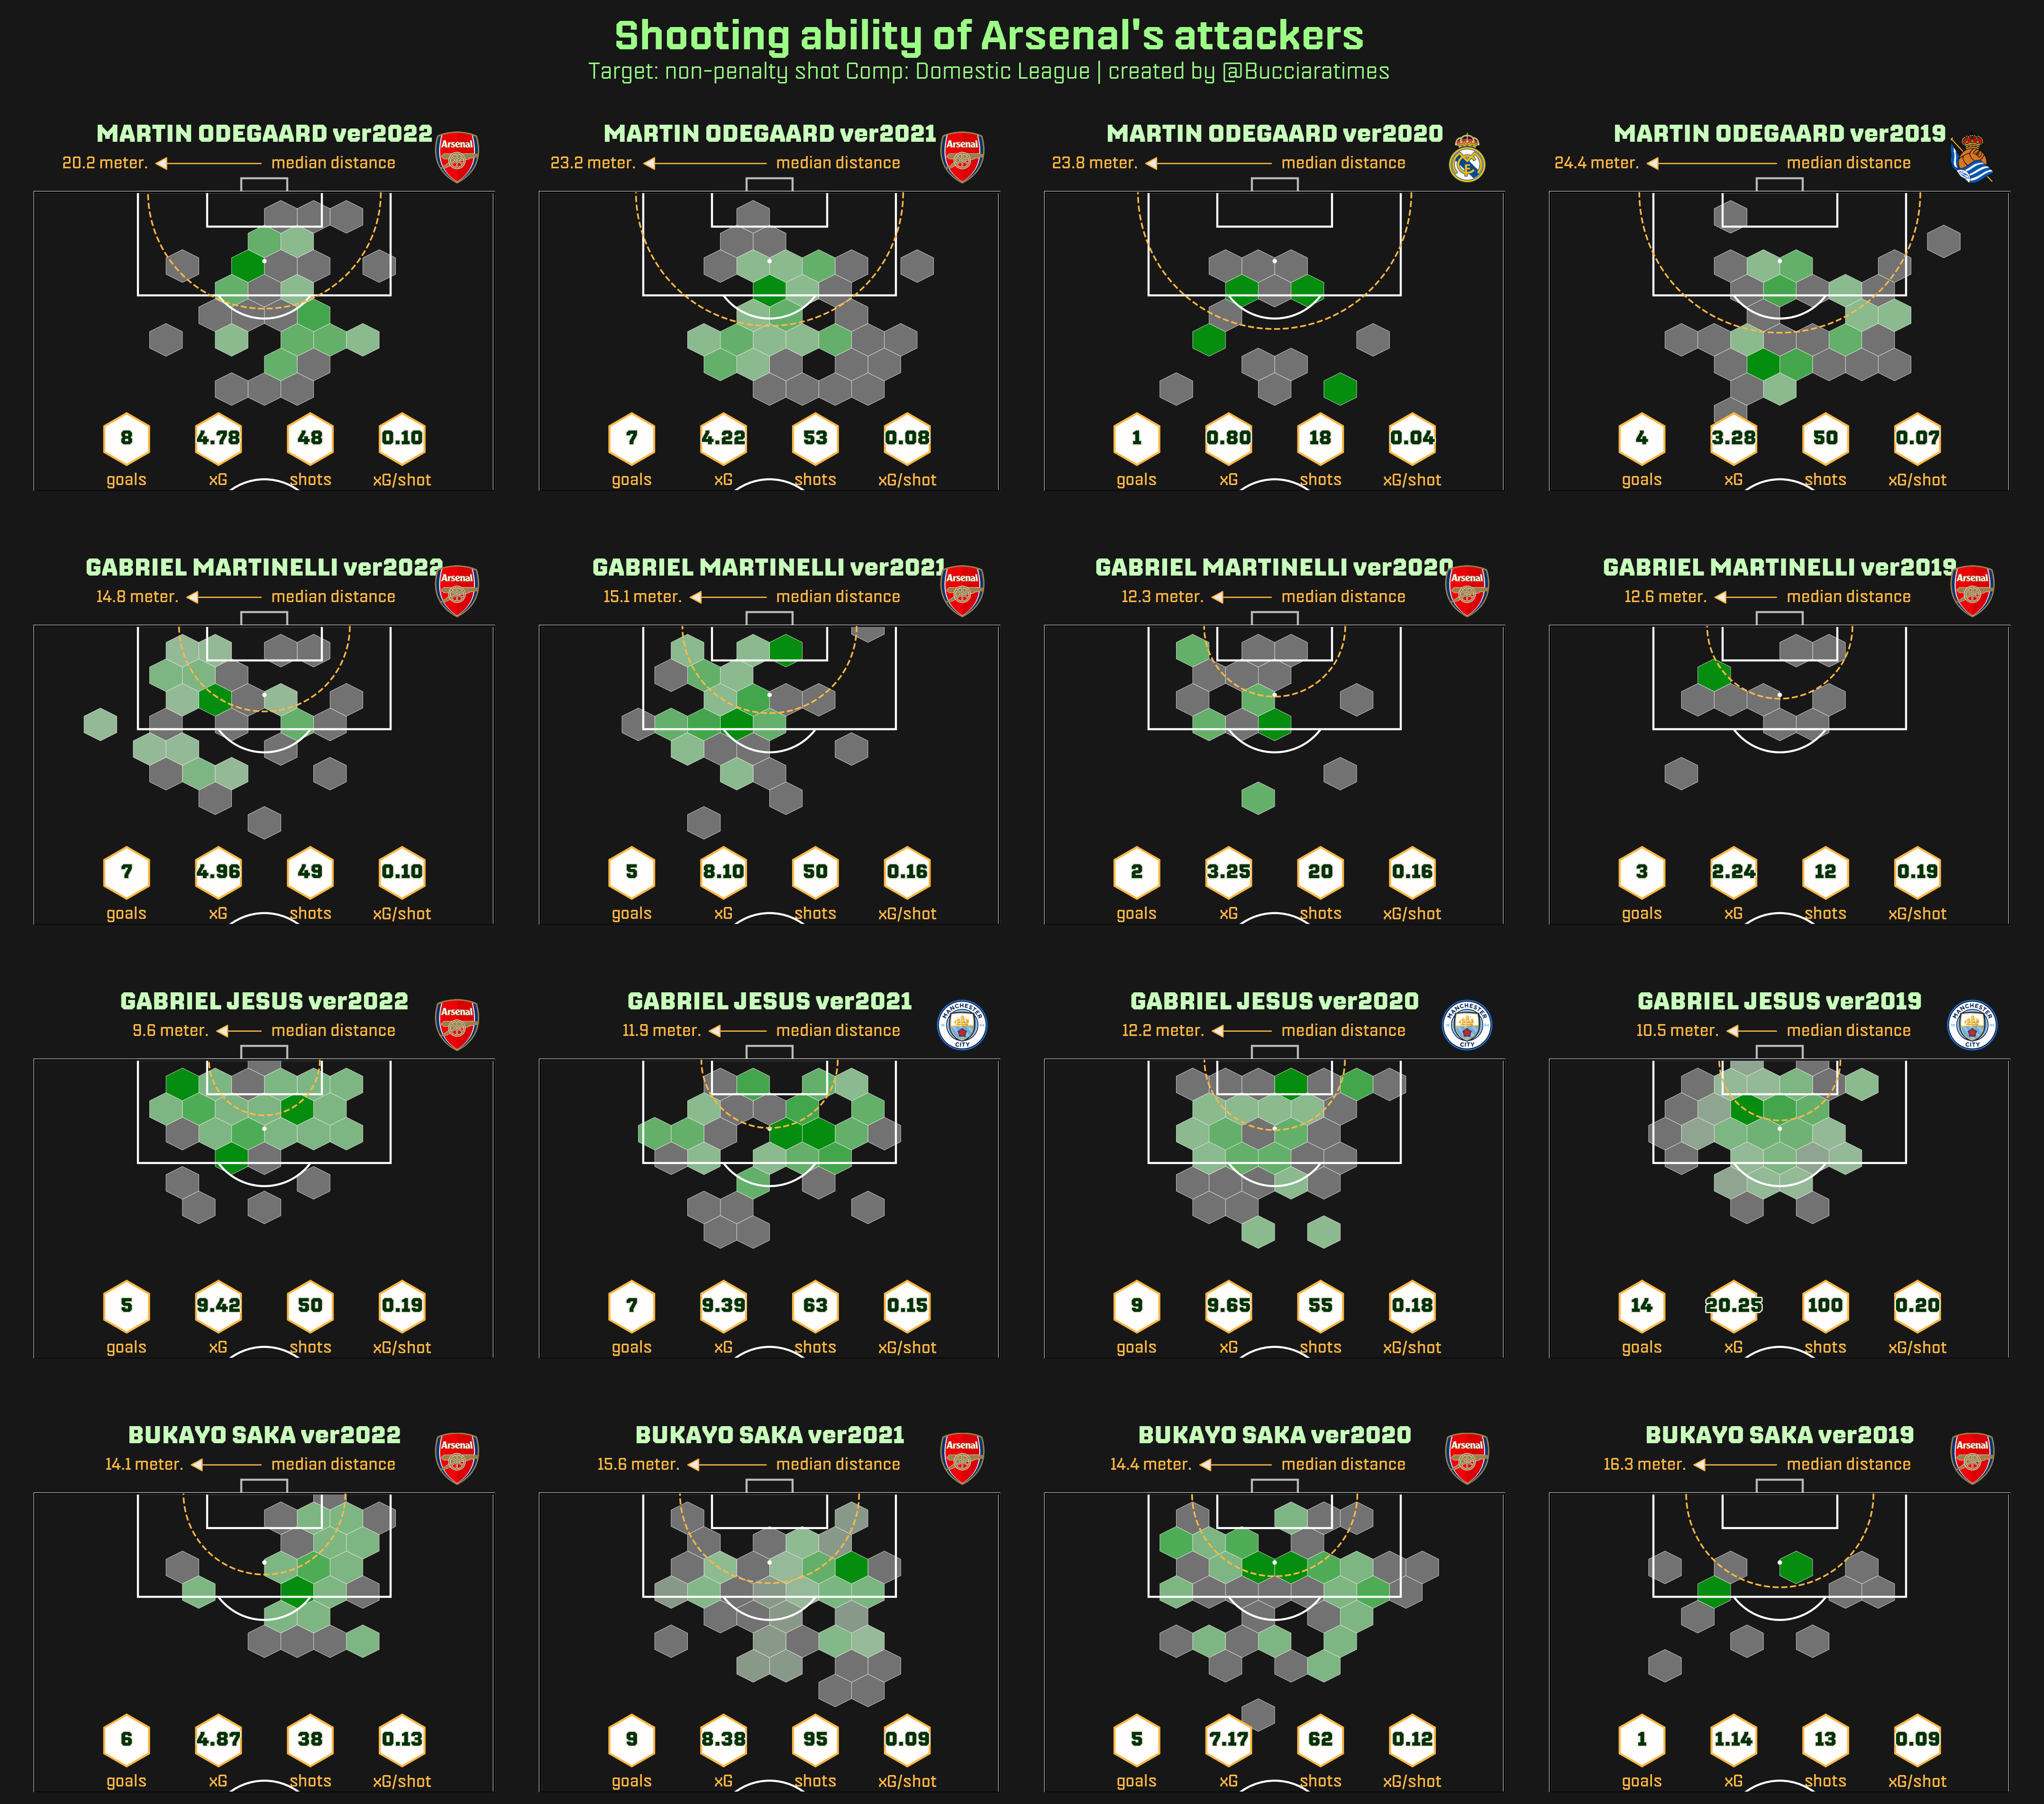 Shooting ability of Arsenal's attackers
Target: non-penalty shot Comp: Domestic League | created by @Bucciaratimes
MARTIN ODEGAARD ver2022
20.2 meter. median distance
Arsenal
8 4.78 48 0.10
goals xG shots xG/shot
MARTIN ODEGAARD ver2021
23.2 meter. median distance
Arsenal
7 4.22 53 0.08
goals xG shots xG/shot
MARTIN ODEGAARD ver2020
23.8 meter. median distance
1 0.80 18 0.04
goals xG shots xG/shot
MARTIN ODEGAARD ver2019
24.4 meter. median distance
4 3.28 50 0.07
goals xG shots xG/shot
GABRIEL MARTINELLI ver2022
14.8 meter. median distance
Arsenal
7 4.96 49 0.10
goals xG shots xG/shot
GABRIEL MARTINELLI ver2021
15.1 meter. median distance
Arsenal
5 8.10 50 0.16
goals xG shots xG/shot
GABRIEL MARTINELLI ver2020
12.3 meter. median distance
Arsenal
2 3.25 20 0.16
goals xG shots xG/shot
GABRIEL MARTINELLI ver2019
12.6 meter. median distance
Arsenal
3 2.24 12 0.19
goals xG shots xG/shot
GABRIEL JESUS ver2022
9.6 meter. median distance
Arsenal
5 9.42 50 0.19
goals xG shots xG/shot
GABRIEL JESUS ver2021
11.9 meter. median distance
MANCHESTER CITY
7 9.39 63 0.15
goals xG shots xG/shot
GABRIEL JESUS ver2020
12.2 meter. median distance
MANCHESTER CITY
9 9.65 55 0.18
goals xG shots xG/shot
GABRIEL JESUS ver2019
10.5 meter. median distance
MANCHESTER CITY
14 20.25 100 0.20
goals xG shots xG/shot
BUKAYO SAKA ver2022
14.1 meter. median distance
Arsenal
6 4.87 38 0.13
goals xG shots xG/shot
BUKAYO SAKA ver2021
15.6 meter. median distance
Arsenal
9 8.38 95 0.09
goals xG shots xG/shot
BUKAYO SAKA ver2020
14.4 meter. median distance
Arsenal
5 7.17 62 0.12
goals xG shots xG/shot
BUKAYO SAKA ver2019
16.3 meter. median distance
Arsenal
1 1.14 13 0.09
goals xG shots xG/shot